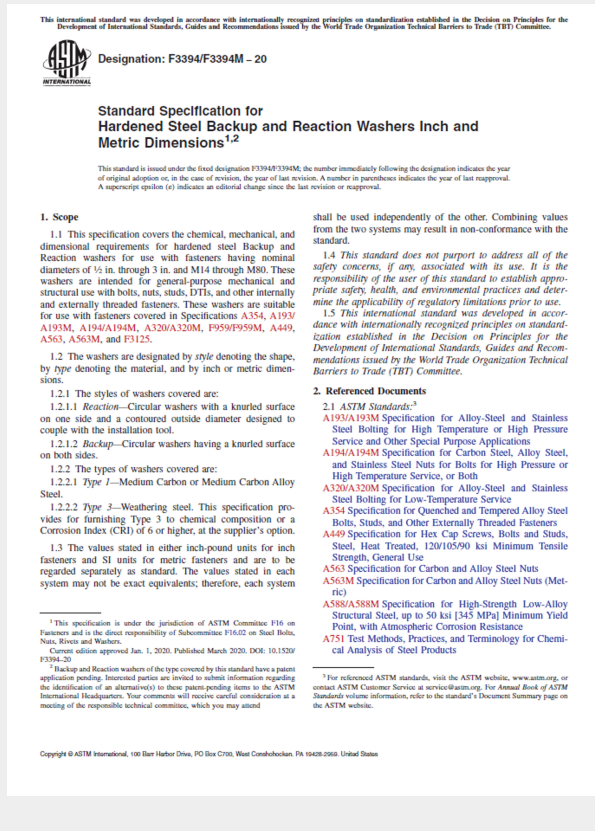 This international standard was developed in accordance with internationally recognized principles on standardization established in the Decision on Principles for the
Development of International Standards, Guides and Recommendations issued by the World Trade Organization Technical Barriers to Trade (TBT) Committee.
ASTM
INTERNATIONAL
Designation: F3394/F3394M – 20
Standard Specification for
Hardened Steel Backup and Reaction Washers Inch and
Metric Dimensions1,2
This standard is issued under the fixed designation F3394/F3394M; the number immediately following the designation indicates the year
of original adoption or, in the case of revision, the year of last revision. A number in parentheses indicates the year of last reapproval.
A superscript epsilon (ε) indicates an editorial change since the last revision or reapproval.
1. Scope
1.1 This specification covers the chemical, mechanical, and
dimensional requirements for hardened steel Backup and
Reaction washers for use with fasteners having nominal
diameters of ½ in. through 3 in. and M14 through M80. These
washers are intended for general-purpose mechanical and
structural use with bolts, nuts, studs, DTIs, and other internally
and externally threaded fasteners. These washers are suitable
for use with fasteners covered in Specifications A354, A193/
A193M, A194/A194M, A320/A320M, F959/F959M, A449,
A563, A563M, and F3125.
1.2 The washers are designated by style denoting the shape,
by type denoting the material, and by inch or metric dimen-
sions.
1.2.1 The styles of washers covered are:
1.2.1.1 Reaction—Circular washers with a knurled surface
on one side and a contoured outside diameter designed to
couple with the installation tool.
1.2.1.2 Backup—Circular washers having a knurled surface
on both sides.
1.2.2 The types of washers covered are:
1.2.2.1 Type 1—Medium Carbon or Medium Carbon Alloy
Steel.
1.2.2.2 Type 3—Weathering steel. This specification pro-
vides for furnishing Type 3 to chemical composition or a
Corrosion Index (CRI) of 6 or higher, at the supplier's option.
1.3 The values stated in either inch-pound units for inch
fasteners and SI units for metric fasteners and are to be
regarded separately as standard. The values stated in each
system may not be exact equivalents; therefore, each system
shall be used independently of the other. Combining values
from the two systems may result in non-conformance with the
standard.
1.4 This standard does not purport to address all of the
safety concerns, if any, associated with its use. It is the
responsibility of the user of this standard to establish appro-
priate safety, health, and environmental practices and deter-
mine the applicability of regulatory limitations prior to use.
1.5 This international standard was developed in accor-
dance with internationally recognized principles on standard-
ization established in the Decision on Principles for the
Development of International Standards, Guides and Recom-
mendations issued by the World Trade Organization Technical
Barriers to Trade (TBT) Committee.
2. Referenced Documents
2.1 ASTM Standards:3
A193/A193M Specification for Alloy-Steel and Stainless
Steel Bolting for High Temperature or High Pressure
Service and Other Special Purpose Applications
A194/A194M Specification for Carbon Steel, Alloy Steel,
and Stainless Steel Nuts for Bolts for High Pressure or
High Temperature Service, or Both
A320/A320M Specification for Alloy-Steel and Stainless
Steel Bolting for Low-Temperature Service
A354 Specification for Quenched and Tempered Alloy Steel
Bolts, Studs, and Other Externally Threaded Fasteners
A449 Specification for Hex Cap Screws, Bolts and Studs,
Steel, Heat Treated, 120/105/90 ksi Minimum Tensile
Strength, General Use
A563 Specification for Carbon and Alloy Steel Nuts
A563M Specification for Carbon and Alloy Steel Nuts (Met-
ric)
A588/A588M Specification for High-Strength Low-Alloy
Structural Steel, up to 50 ksi [345 MPa] Minimum Yield
Point, with Atmospheric Corrosion Resistance
A751 Test Methods, Practices, and Terminology for Chemi-
cal Analysis of Steel Products
1 This specification is under the jurisdiction of ASTM Committee F16 on
Fasteners and is the direct responsibility of Subcommittee F16.02 on Steel Bolts,
Nuts, Rivets and Washers.
Current edition approved Jan. 1, 2020. Published March 2020. DOI: 10.1520/
F3394–20
2 Backup and Reaction washers of the type covered by this standard have a patent
application pending. Interested parties are invited to submit information regarding
the identification of an alternative(s) to these patent-pending items to the ASTM
International Headquarters. Your comments will receive careful consideration at a
meeting of the responsible technical committee, which you may attend
3 For referenced ASTM standards, visit the ASTM website, www.astm.org, or
contact ASTM Customer Service at service@astm.org. For Annual Book of ASTM
Standards volume information, refer to the standard's Document Summary page on
the ASTM website.
Copyright @ ASTM International, 100 Barr Harbor Drive, PO Box C700, West Conshohocken. PA 19428-2959. United States